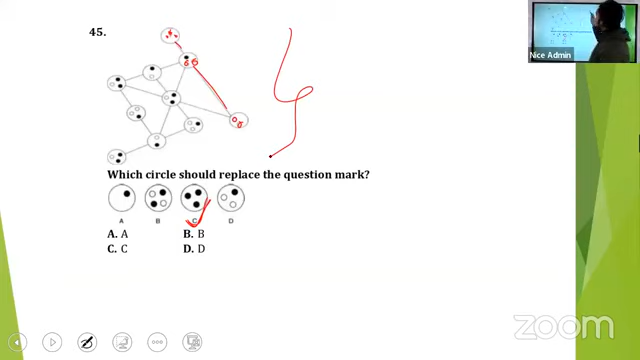 45.
Nice Admin
Which circle should replace the question mark?
A B C D
A. A B. B
C. C D. D
zoom